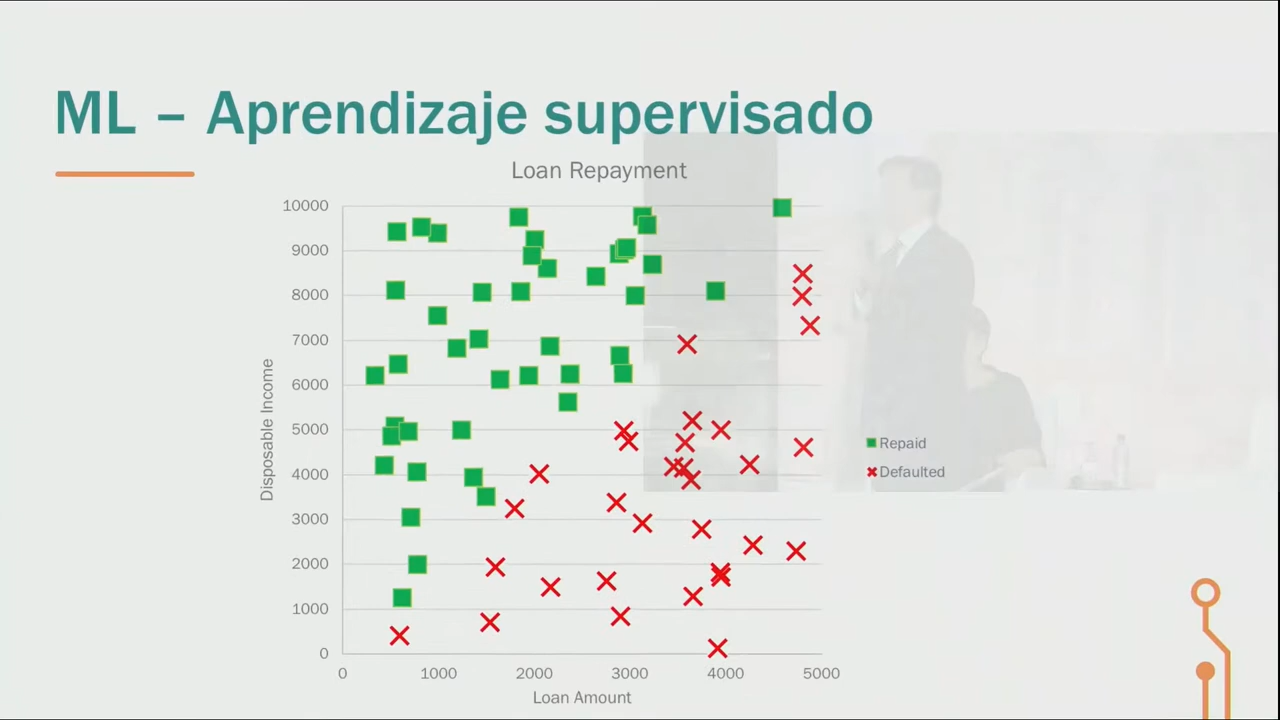 ML – Aprendizaje supervisado
Loan Repayment
10000
9000
8000
7000
6000
5000
4000
3000
2000
1000
0
Disposable Income
0 1000 2000 3000 4000 5000
Loan Amount
Repaid
Defaulted